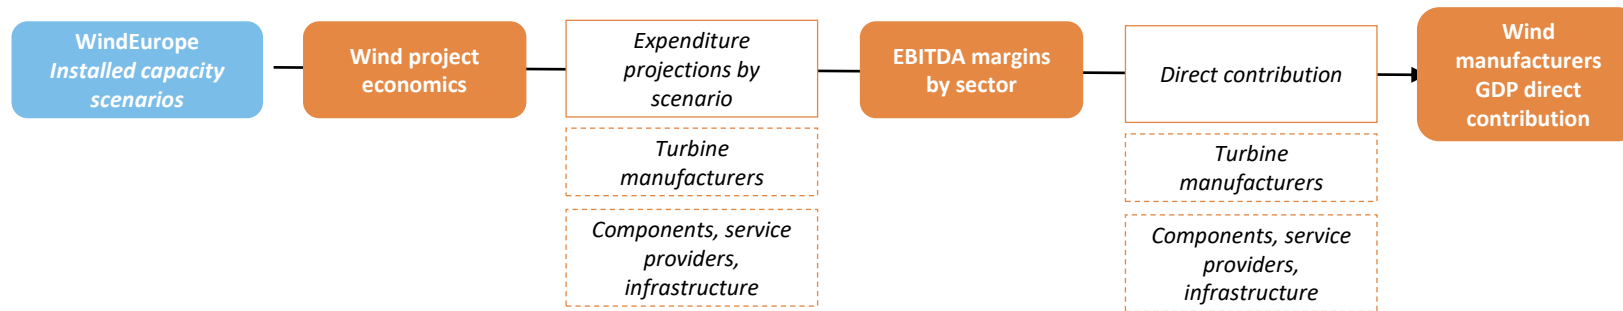 WindEurope
Installed capacity
scenarios
Wind project
economics
Expenditure
projections by
scenario
Turbine
manufacturers
Components, service
providers,
infrastructure
EBITDA margins
by sector
Direct contribution
Turbine
manufacturers
Components, service
providers,
infrastructure
Wind
manufacturers
GDP direct
contribution